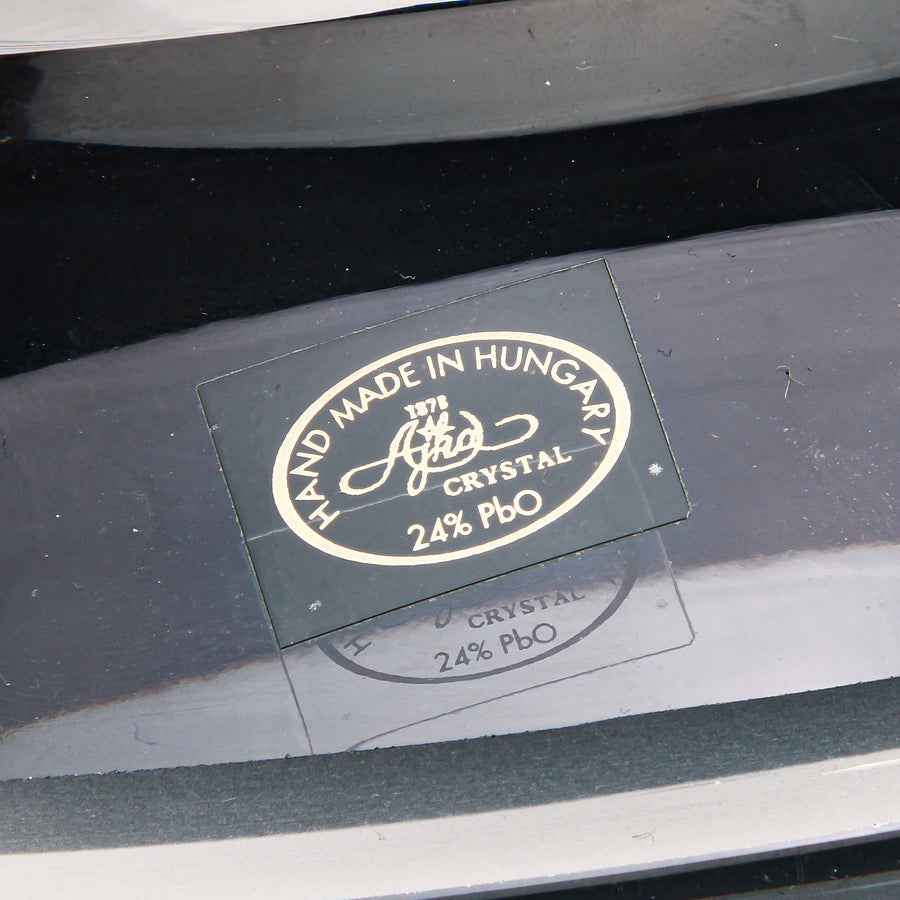 HAND MADE IN HUNGARY
1878
Ajka
CRYSTAL
24% PbO
CRYSTAL
24% PbO